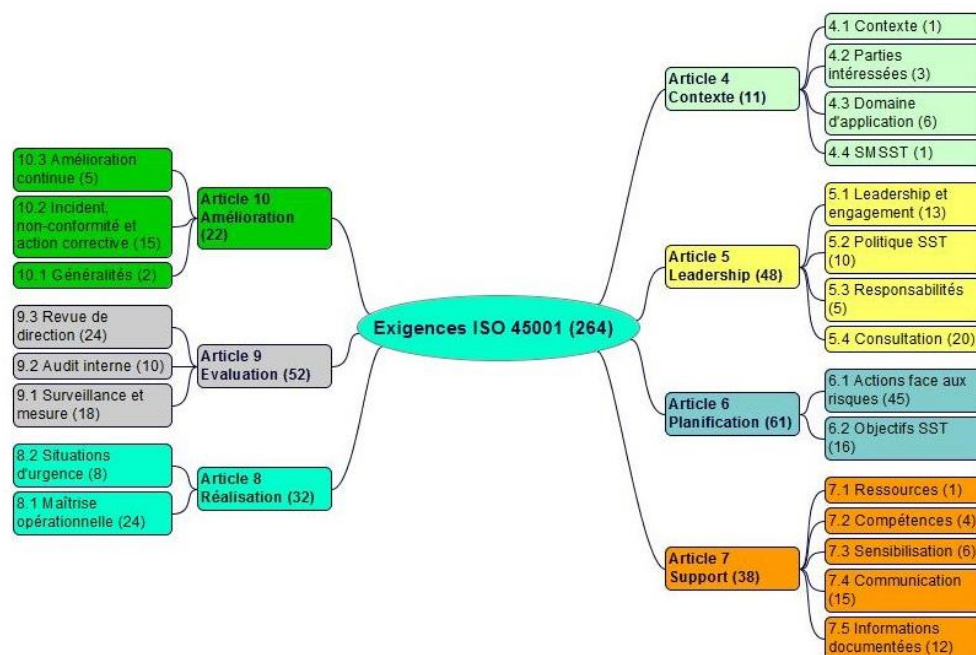 Exigences ISO 45001 (264)
Article 4
Contexte (11)
4.1 Contexte (1)
4.2 Parties
intéressées (3)
4.3 Domaine
d'application (6)
4.4 SMSST (1)
Article 5
Leadership (48)
5.1 Leadership et
engagement (13)
5.2 Politique SST
(10)
5.3 Responsabilités
(5)
5.4 Consultation (20)
Article 6
Planification (61)
6.1 Actions face aux
risques (45)
6.2 Objectifs SST
(16)
Article 7
Support (38)
7.1 Ressources (1)
7.2 Compétences (4)
7.3 Sensibilisation (6)
7.4 Communication
(15)
7.5 Informations
documentées (12)
Article 8
Réalisation (32)
8.2 Situations
d'urgence (8)
8.1 Maîtrise
opérationnelle (24)
Article 9
Evaluation (52)
9.3 Revue de
direction (24)
9.2 Audit interne (10)
9.1 Surveillance et
mesure (18)
Article 10
Amélioration
(22)
10.3 Amélioration
continue (5)
10.2 Incident,
non-conformité et
action corrective (15)
10.1 Généralités (2)